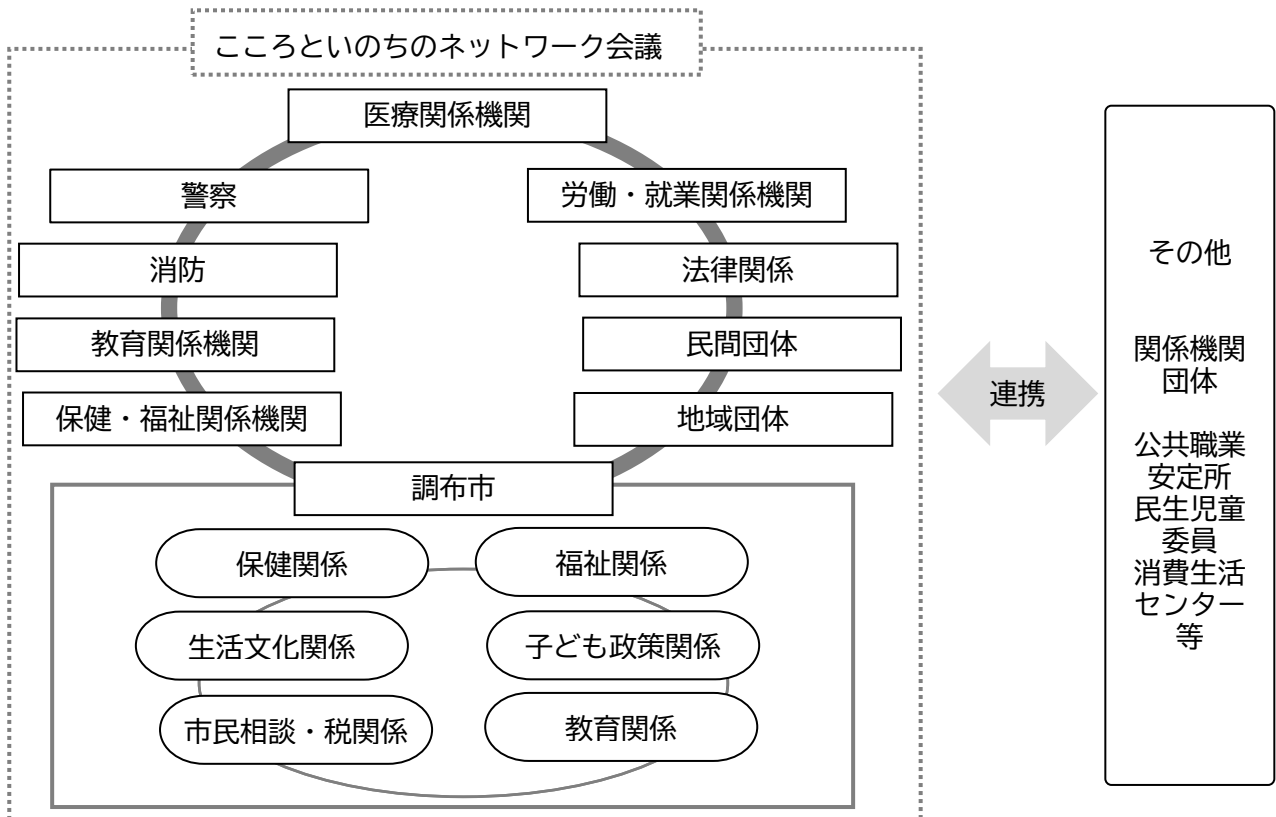 こころといのちのネットワーク会議
医療関係機関
警察
労働・就業関係機関
消防
法律関係
教育関係機関
民間団体
保健・福祉関係機関
地域団体
調布市
保健関係
福祉関係
生活文化関係
子ども政策関係
市民相談・税関係
教育関係
連携
その他
関係機関
団体
公共職業
安定所
民生児童
委員
消費生活
センター
等